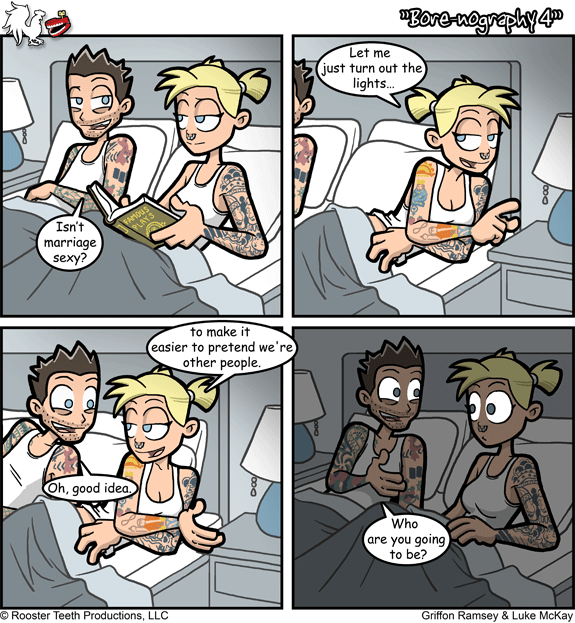 "Bore-nography 4"
Isn't
marriage
sexy?
FAMOUS
PLAYS
Let me
just turn out the
lights...
to make it
easier to pretend we're
other people.
Oh, good idea.
Who
are you going
to be?
© Rooster Teeth Productions, LLC
Griffon Ramsey & Luke McKay